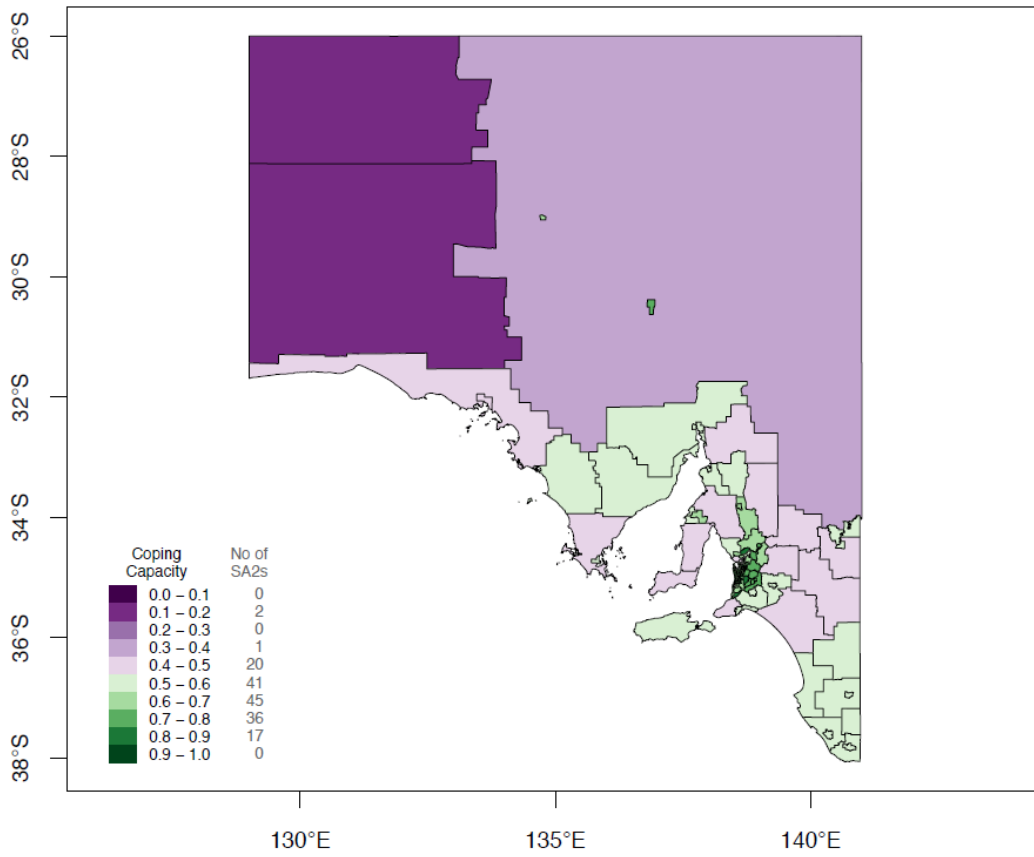 26°S
28°S
30°S
32°S
34°S
36°S
38°S
Coping Capacity No of SA2s
0.0 – 0.1 0
0.1 – 0.2 2
0.2 – 0.3 0
0.3 – 0.4 1
0.4 – 0.5 20
0.5 – 0.6 41
0.6 – 0.7 45
0.7 – 0.8 36
0.8 – 0.9 17
0.9 – 1.0 0
130°E 135°E 140°E